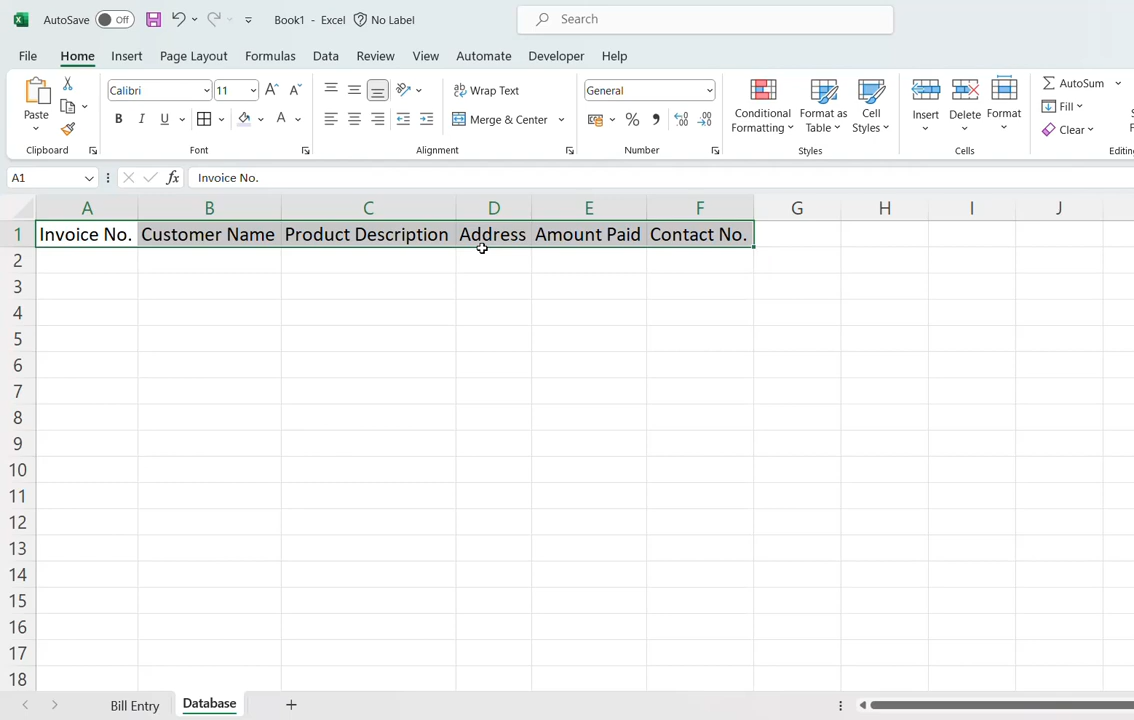 AutoSave Off Book1 - Excel No Label Search
File Home Insert Page Layout Formulas Data Review View Automate Developer Help
Paste Calibri 11 Wrap Text General Conditional Formatting Format as Table Cell Styles Insert Delete Format AutoSum
B I U A Merge & Center % Fill
Clear
Clipboard Font Alignment Number Styles Cells Editing
A1 fx Invoice No.
A B C D E F G H I J
1 Invoice No. Customer Name Product Description Address Amount Paid Contact No.
2
3
4
5
6
7
8
9
10
11
12
13
14
15
16
17
18
Bill Entry Database